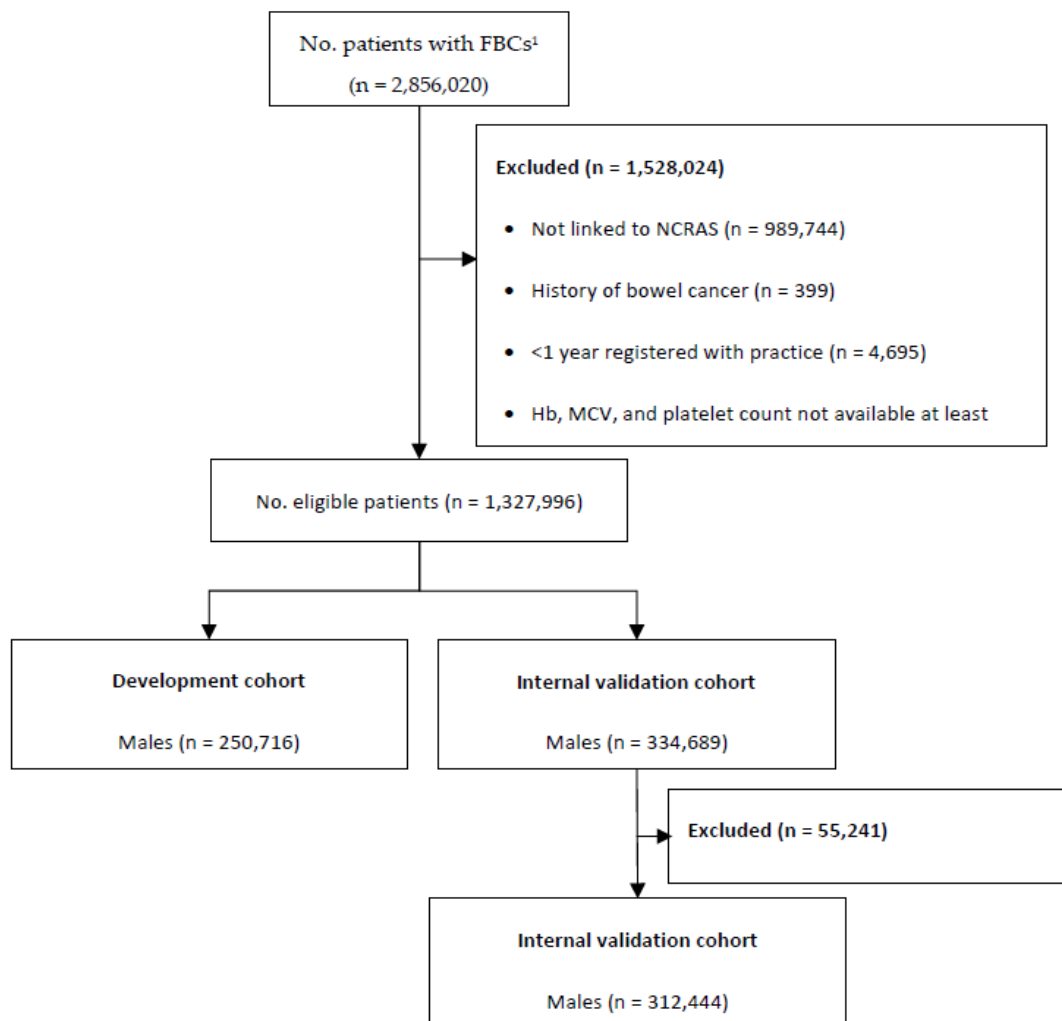 No. patients with FBCs¹
(n = 2,856,020)
Excluded (n = 1,528,024)
• Not linked to NCRAS (n = 989,744)
• History of bowel cancer (n = 399)
• <1 year registered with practice (n = 4,695)
• Hb, MCV, and platelet count not available at least
No. eligible patients (n = 1,327,996)
Development cohort
Males (n = 250,716)
Internal validation cohort
Males (n = 334,689)
Excluded (n = 55,241)
Internal validation cohort
Males (n = 312,444)